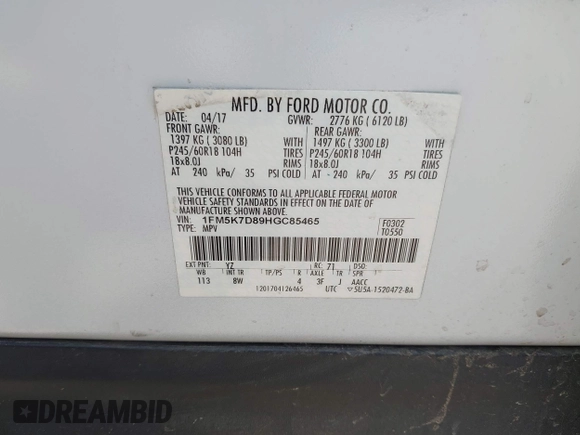 MFD. BY FORD MOTOR CO.
DATE: 04/17 GVWR: 2776 KG ( 6120 LB)
FRONT GAWR: REAR GAWR:
1397 KG ( 3080 LB) WITH 1497 KG ( 3300 LB) WITH
P245/60R18 104H TIRES P245/60R18 104H TIRES
18x8.0J RIMS 18x8.0J RIMS
AT 240 kPa/ 35 PSI COLD AT - 240 kPa/ 35 PSI COLD
THIS VEHICLE CONFORMS TO ALL APPLICABLE FEDERAL MOTOR
VEHICLE SAFETY AND THEFT PREVENTION STANDARDS IN EFFECT ON THE DATE OF
MANUFACTURE SHOWN ABOVE.
VIN: 1FM5K7D89HGC85465 F0302
TYPE: MPV T0550
EXT PNT: YZ RC: 71 DSO:
WB INT TR TP/PS R AXLE TR SPR
113 8W 4 3F J AACC
1201704126465 UTC 5U5A-1520472-BA
DREAMBID